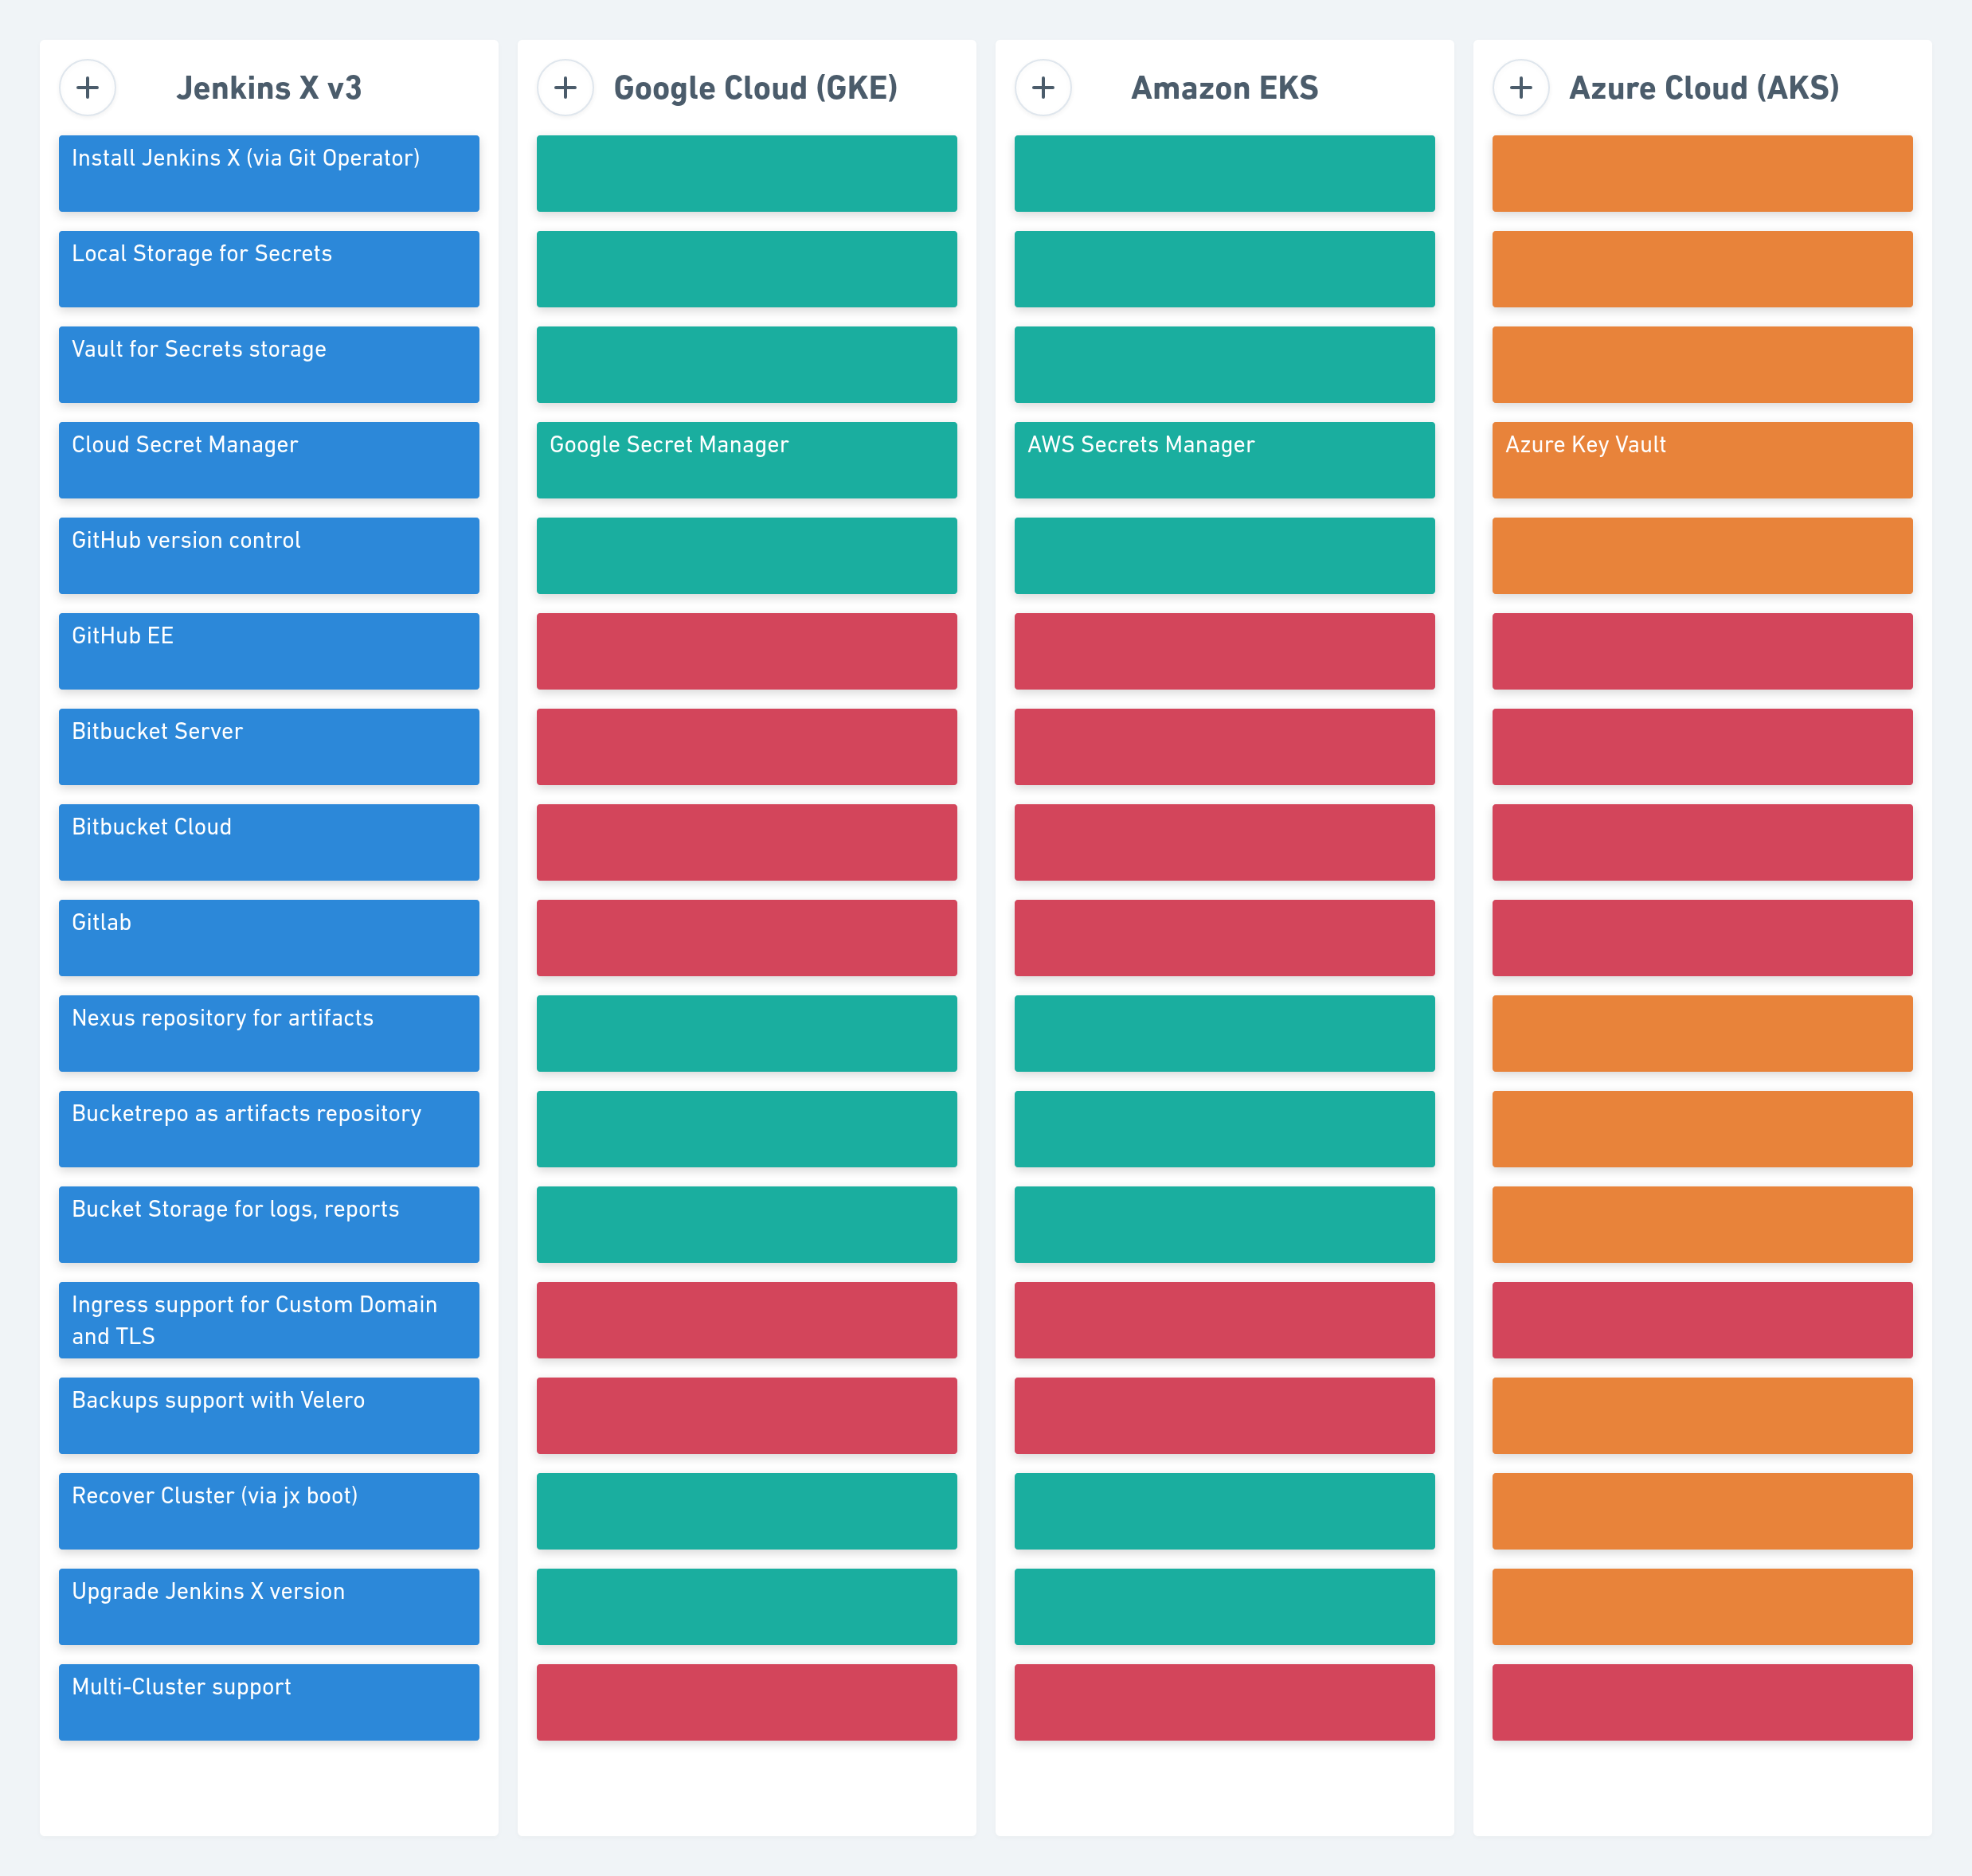 Jenkins X v3
Google Cloud (GKE)
Amazon EKS
Azure Cloud (AKS)
Install Jenkins X (via Git Operator)
Local Storage for Secrets
Vault for Secrets storage
Cloud Secret Manager
Google Secret Manager
AWS Secrets Manager
Azure Key Vault
GitHub version control
GitHub EE
Bitbucket Server
Bitbucket Cloud
Gitlab
Nexus repository for artifacts
Bucketrepo as artifacts repository
Bucket Storage for logs, reports
Ingress support for Custom Domain
and TLS
Backups support with Velero
Recover Cluster (via jx boot)
Upgrade Jenkins X version
Multi-Cluster support